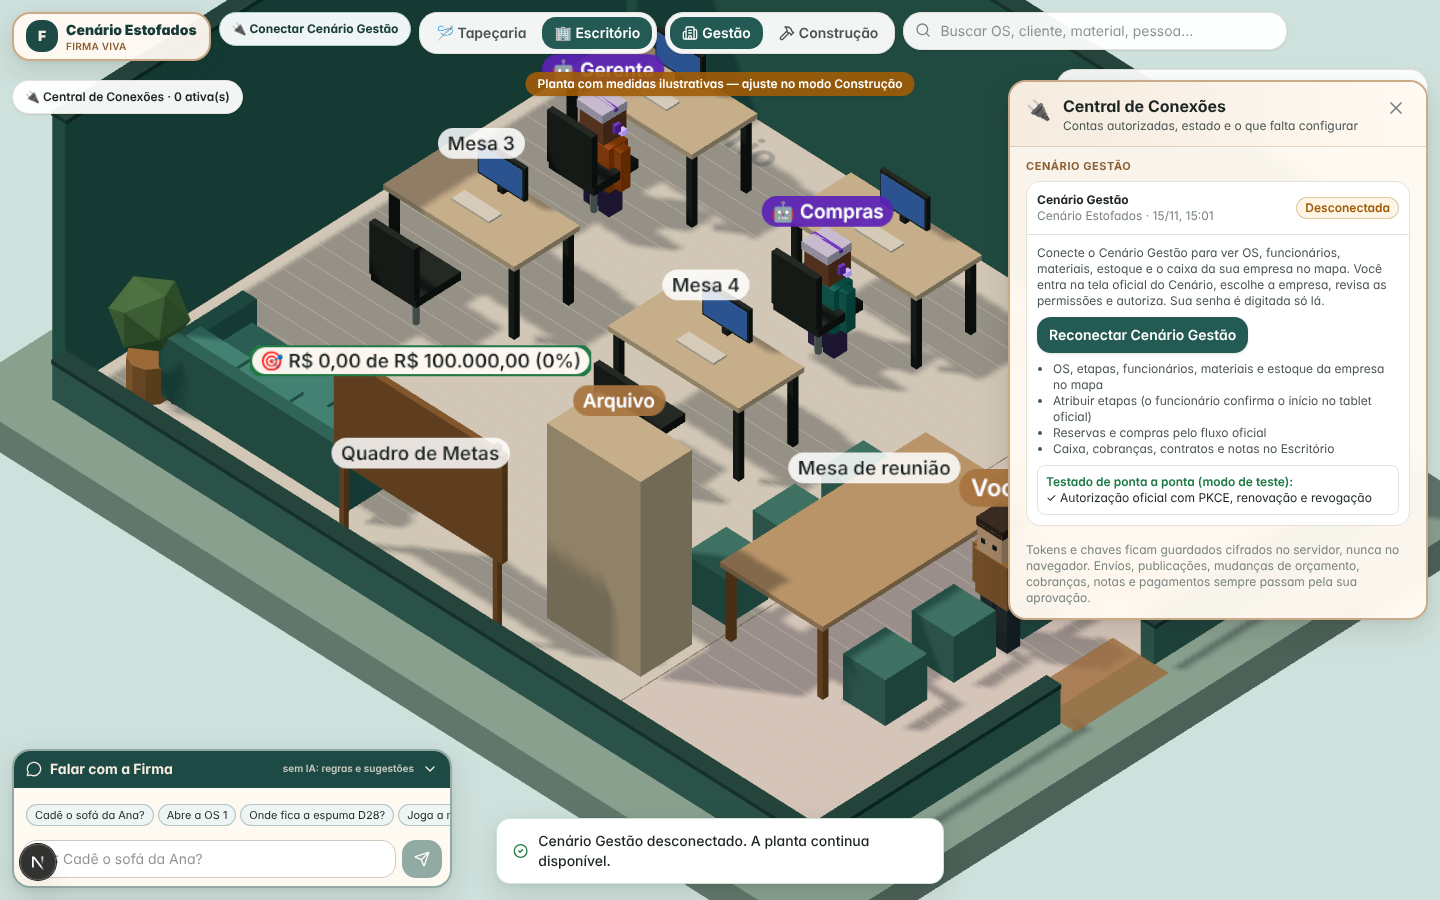 F
Cenário Estofados
FIRMA VIVA
Conectar Cenário Gestão
Tapeçaria
Escritório
Gestão
Construção
Buscar OS, cliente, material, pessoa...
Central de Conexões · 0 ativa(s)
Gerente
Planta com medidas ilustrativas — ajuste no modo Construção
Mesa 3
Compras
Mesa 4
R$ 0,00 de R$ 100.000,00 (0%)
Arquivo
Quadro de Metas
Mesa de reunião
Central de Conexões
Contas autorizadas, estado e o que falta configurar
CENÁRIO GESTÃO
Cenário Gestão
Cenário Estofados · 15/11, 15:01
Desconectada
Conecte o Cenário Gestão para ver OS, funcionários,
materiais, estoque e o caixa da sua empresa no mapa. Você
entra na tela oficial do Cenário, escolhe a empresa, revisa as
permissões e autoriza. Sua senha é digitada só lá.
Reconectar Cenário Gestão
• OS, etapas, funcionários, materiais e estoque da empresa
no mapa
• Atribuir etapas (o funcionário confirma o início no tablet
oficial)
• Reservas e compras pelo fluxo oficial
• Caixa, cobranças, contratos e notas no Escritório
Testado de ponta a ponta (modo de teste):
✓ Autorização oficial com PKCE, renovação e revogação
Tokens e chaves ficam guardados cifrados no servidor, nunca no
navegador. Envios, publicações, mudanças de orçamento,
cobranças, notas e pagamentos sempre passam pela sua
aprovação.
Falar com a Firma
sem IA: regras e sugestões
Cadê o sofá da Ana?
Abre a OS 1
Onde fica a espuma D28?
Joga a
N
Cadê o sofá da Ana?
Cenário Gestão desconectado. A planta continua
disponível.